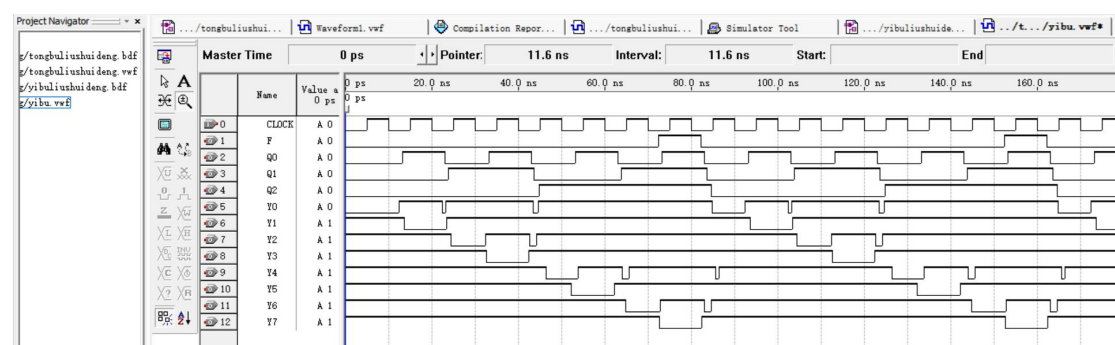 Project Navigator
g/tongbuliushuideng.bdf
g/tongbuliushuideng.vwf
g/yibuliushuideng.bdf
g/yibu.vwf
.../tongbuliushui...
Waveform1.vwf
Compilation Repor...
.../tongbuliushui...
Simulator Tool
.../yibuliushuide...
../t.../yibu.vwf*
Master Time 0 ps Pointer: 11.6 ns Interval: 11.6 ns Start: End
Name Value a 0 ps
0 ps 20.0 ns 40.0 ns 60.0 ns 80.0 ns 100.0 ns 120.0 ns 140.0 ns 160.0 ns
0 ps
0 CLOCK A 0
1 F A 0
2 Q0 A 0
3 Q1 A 0
4 Q2 A 0
5 Y0 A 0
6 Y1 A 1
7 Y2 A 1
8 Y3 A 1
9 Y4 A 1
10 Y5 A 1
11 Y6 A 1
12 Y7 A 1